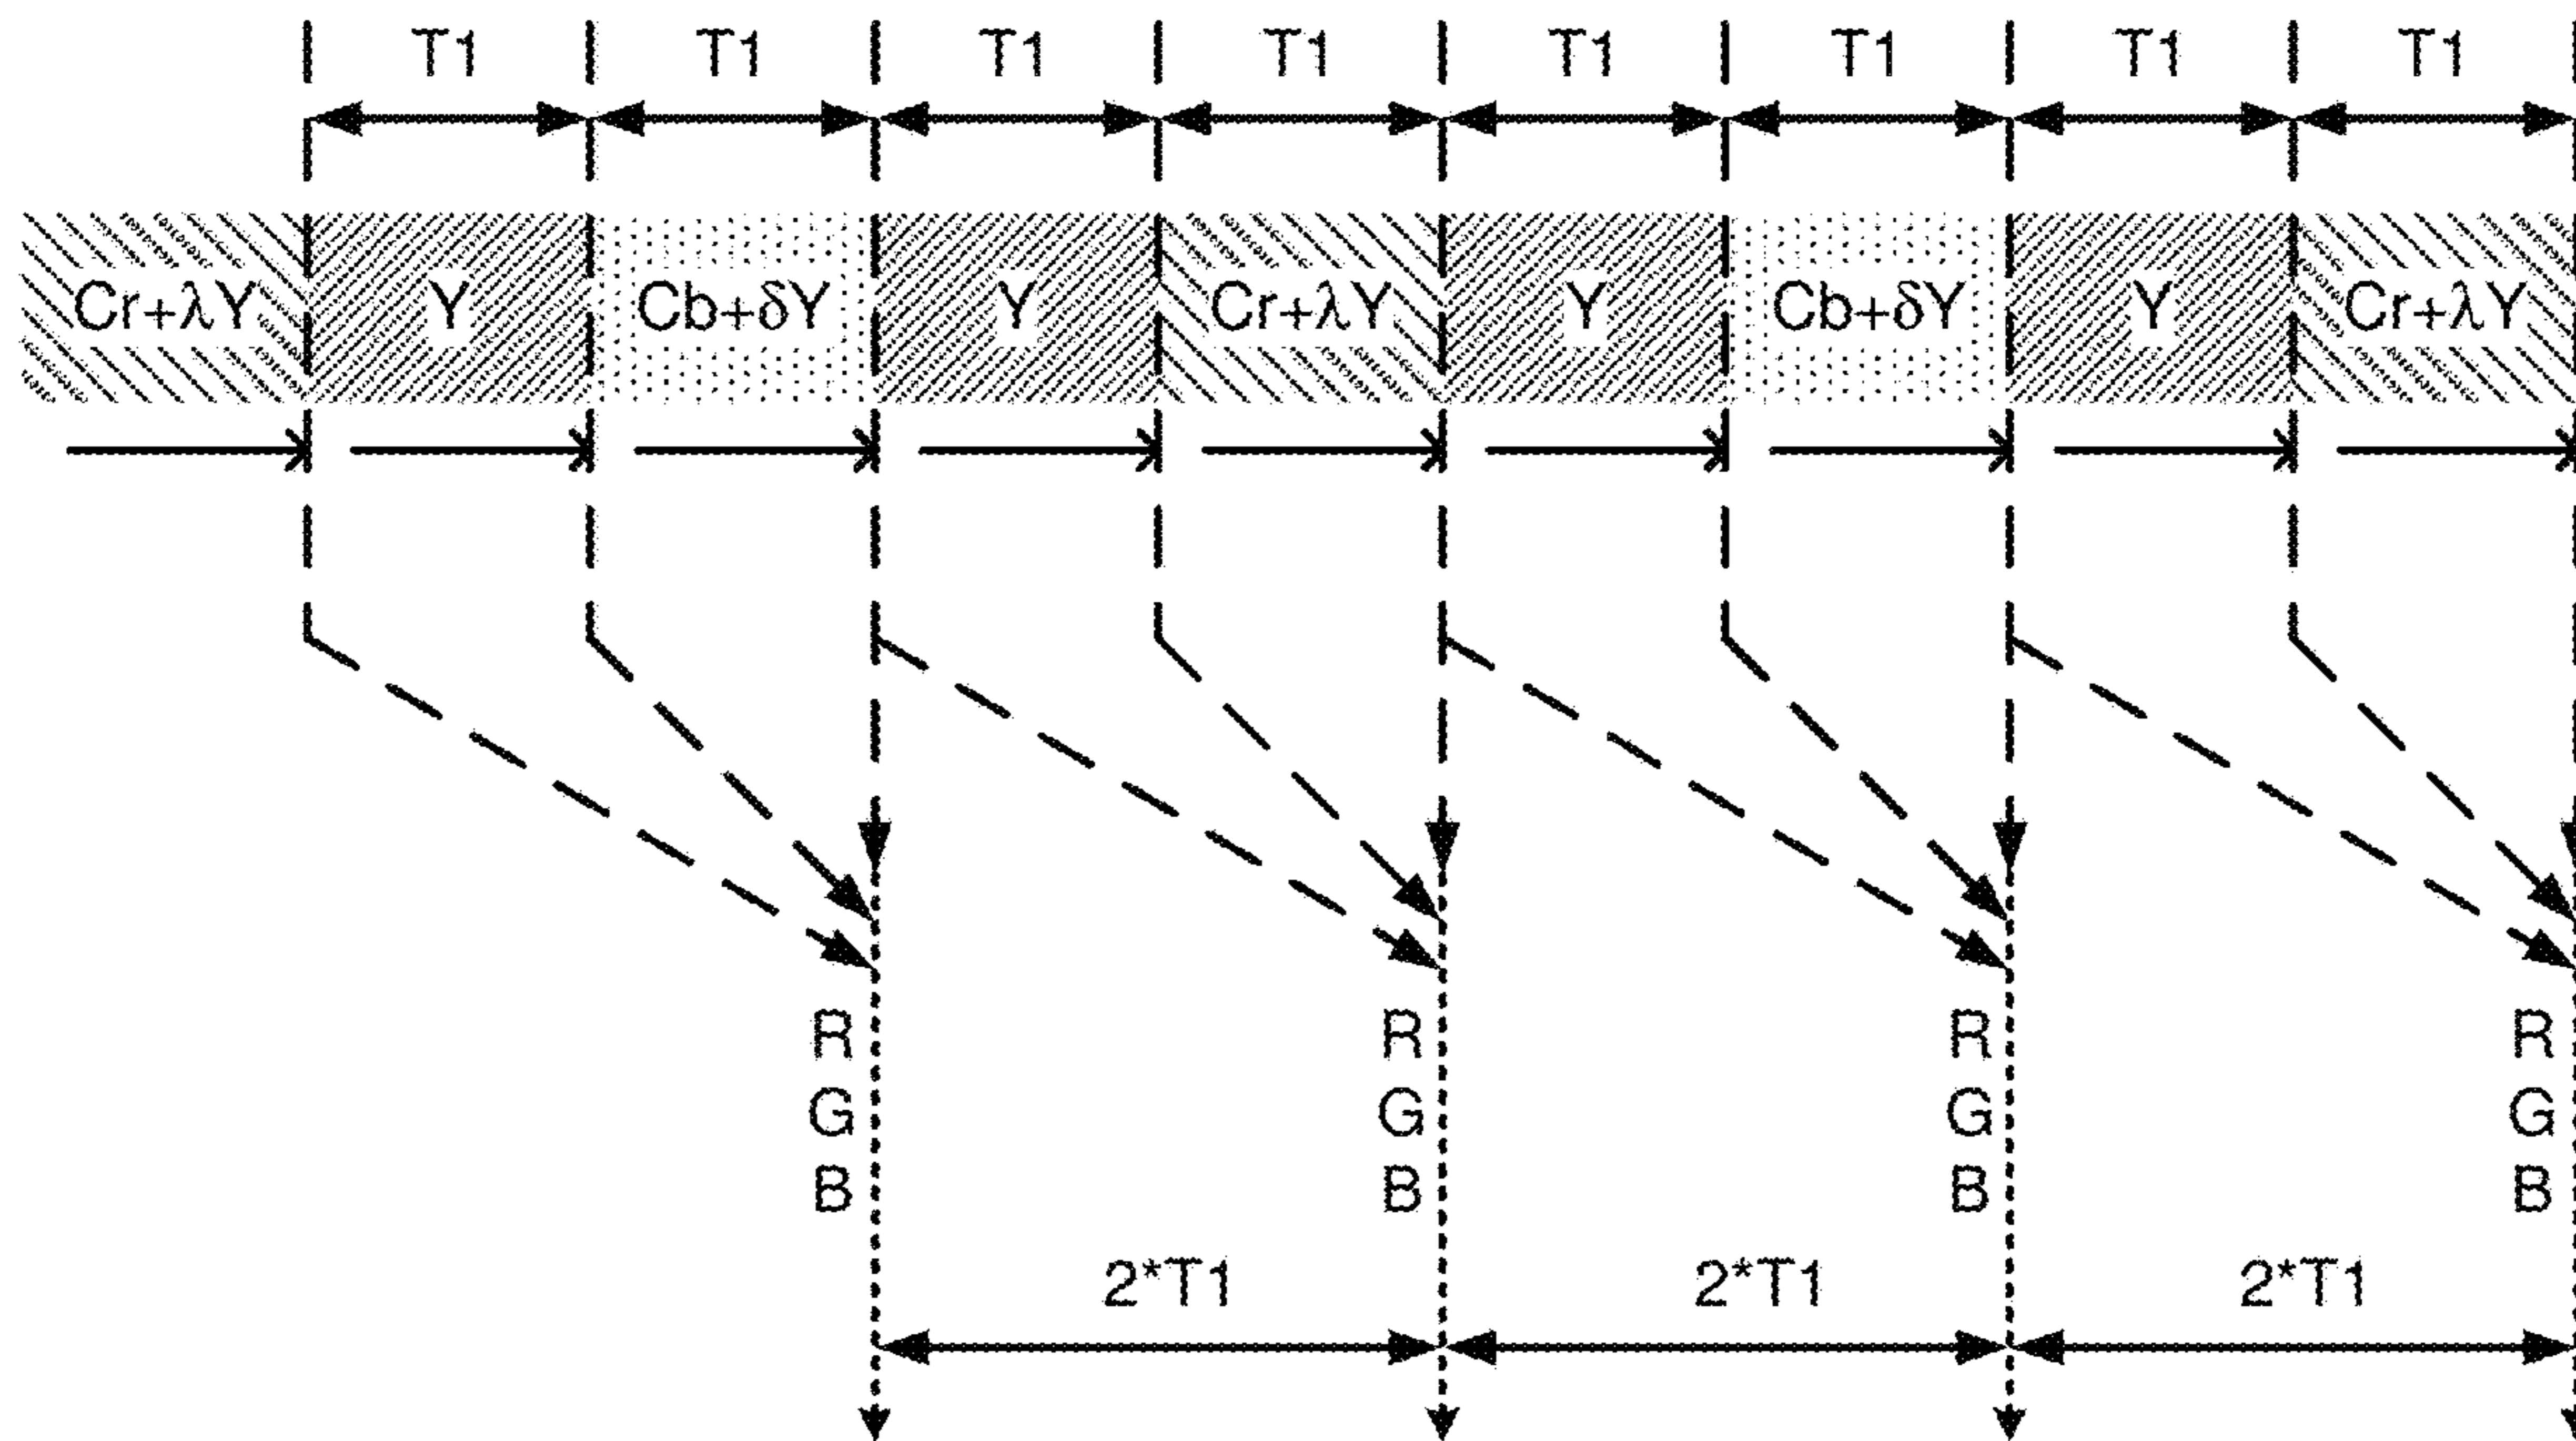 T1 T1 T1 T1 T1 T1 T1 T1
Cr+λY Y Cb+δY Y Cr+λY Y Cb+δY Y Cr+λY
R R R R
G G G G
B B B B
2*T1 2*T1 2*T1